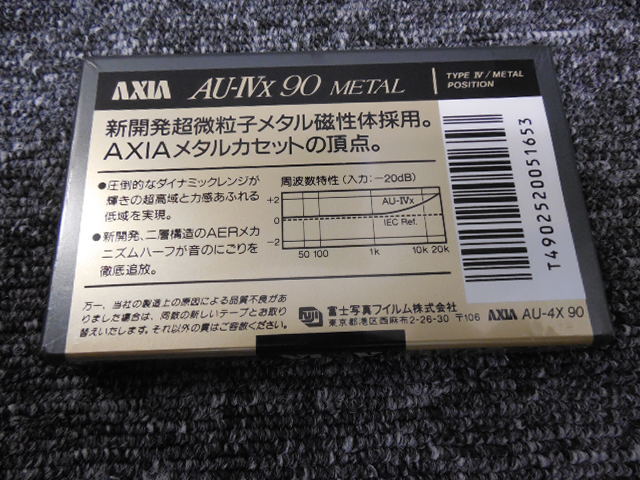 AXIA AU-IVx 90 METAL
TYPE IV / METAL
POSITION
新開発超微粒子メタル磁性体採用。
AXIAメタルカセットの頂点。
●圧倒的なダイナミックレンジが
輝きの超高域と力感あふれる
低域を実現。
●新開発、二層構造のAERメカ
ニズムハーフが音のにごりを
徹底追放。
周波数特性(入力:−20dB)
+2
0
−2
AU-IVx
IEC Ref.
50 100 1k 10k 20k
T4902520051653
万一、当社の製造上の原因による品質不良があ
りました場合は、同数の新しいテープとお取り
替えいたします。それ以外の責はご容赦ください。
FUJI
富士写真フイルム株式会社
東京都港区西麻布2-26-30 〒106
AXIA AU-4X 90